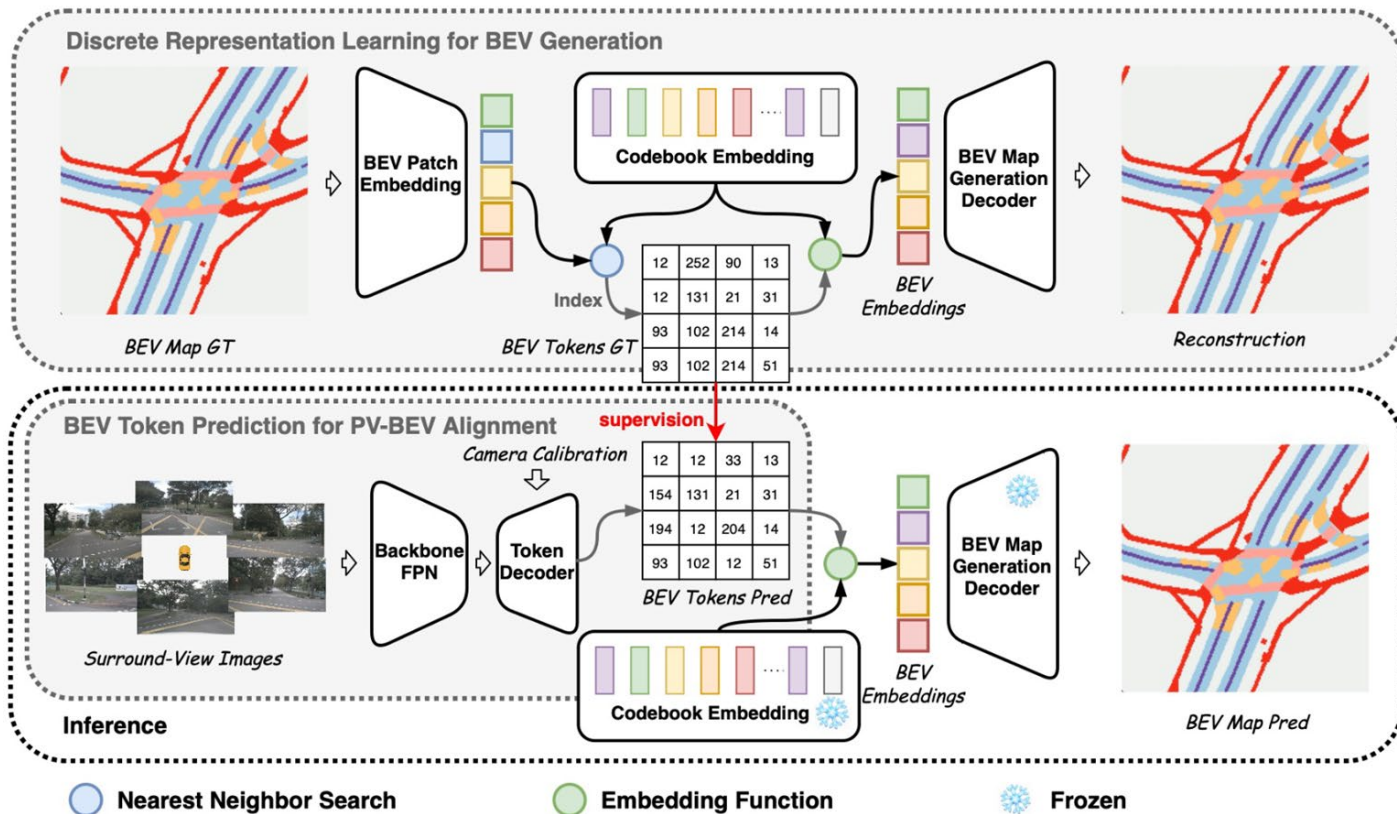 Discrete Representation Learning for BEV Generation
BEV Patch
Embedding
Codebook Embedding
BEV Map
Generation
Decoder
Index
12 252 90 13
12 131 21 31
93 102 214 14
93 102 214 51
BEV Map GT
BEV Tokens GT
BEV
Embeddings
Reconstruction
supervision
BEV Token Prediction for PV-BEV Alignment
Camera Calibration
Backbone
FPN
Token
Decoder
12 12 33 13
154 131 21 31
194 12 204 14
93 102 12 51
BEV Tokens Pred
BEV Map
Generation
Decoder
Surround-View Images
Codebook Embedding
BEV
Embeddings
BEV Map Pred
Inference
Nearest Neighbor Search
Embedding Function
Frozen